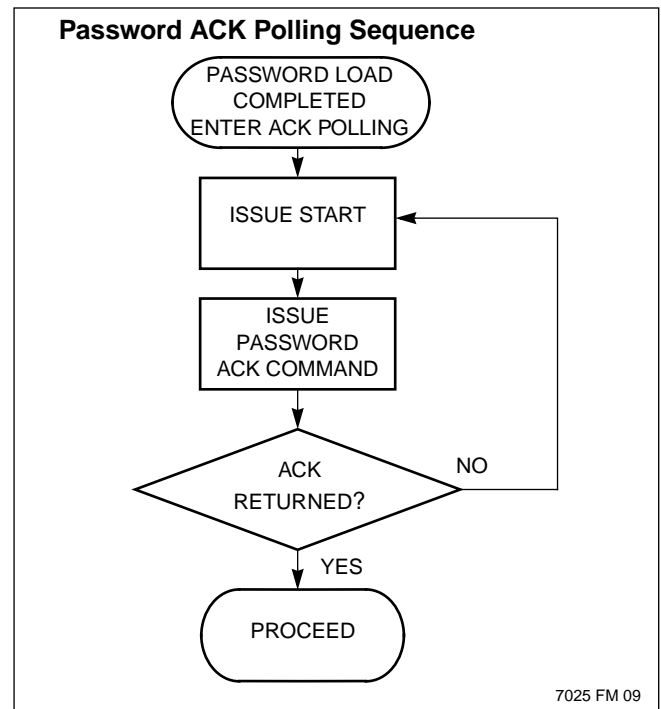 Password ACK Polling Sequence
PASSWORD LOAD
COMPLETED
ENTER ACK POLLING
ISSUE START
ISSUE
PASSWORD
ACK COMMAND
ACK
RETURNED?
NO
YES
PROCEED
7025 FM 09